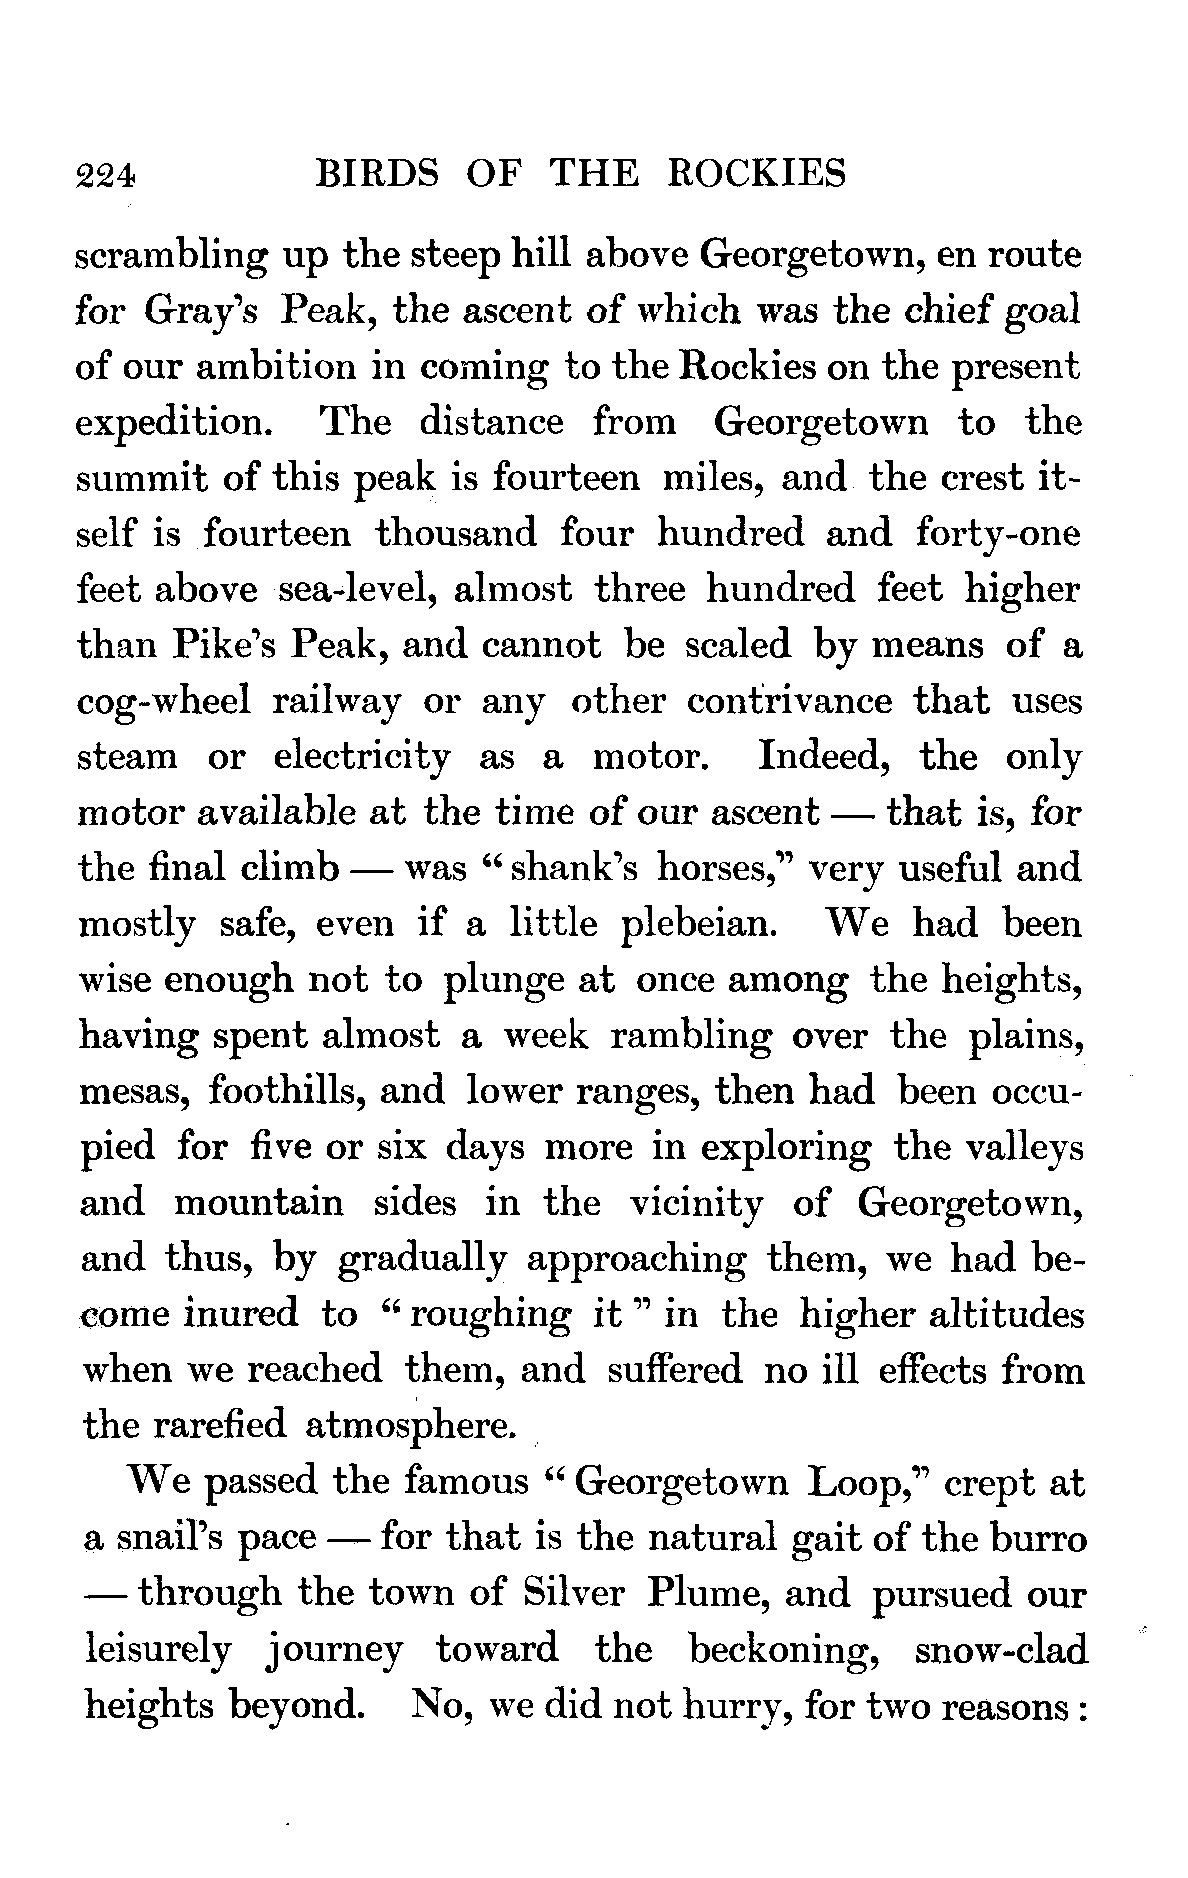 224 BIRDS OF THE ROCKIES
scrambling up the steep hill above Georgetown, en route
for Gray's Peak, the ascent of which was the chief goal
of our ambition in coming to the Rockies on the present
expedition. The distance from Georgetown to the
summit of this peak is fourteen miles, and the crest it-
self is fourteen thousand four hundred and forty-one
feet above sea-level, almost three hundred feet higher
than Pike's Peak, and cannot be scaled by means of a
cog-wheel railway or any other contrivance that uses
steam or electricity as a motor. Indeed, the only
motor available at the time of our ascent — that is, for
the final climb — was “ shank's horses,” very useful and
mostly safe, even if a little plebeian. We had been
wise enough not to plunge at once among the heights,
having spent almost a week rambling over the plains,
mesas, foothills, and lower ranges, then had been occu-
pied for five or six days more in exploring the valleys
and mountain sides in the vicinity of Georgetown,
and thus, by gradually approaching them, we had be-
come inured to “ roughing it ” in the higher altitudes
when we reached them, and suffered no ill effects from
the rarefied atmosphere.
We passed the famous “ Georgetown Loop,” crept at
a snail's pace — for that is the natural gait of the burro
— through the town of Silver Plume, and pursued our
leisurely journey toward the beckoning, snow-clad
heights beyond. No, we did not hurry, for two reasons :